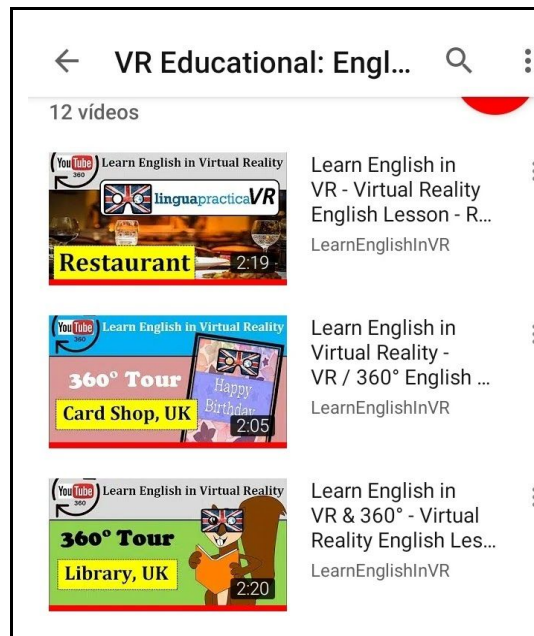 VR Educational: Engl...
12 vídeos
YouTube 360 Learn English in Virtual Reality
linguapracticaVR
Restaurant
2:19
Learn English in
VR - Virtual Reality
English Lesson - R...
LearnEnglishInVR
YouTube 360 Learn English in Virtual Reality
360° Tour
Happy
Birthday
Card Shop, UK
2:05
Learn English in
Virtual Reality -
VR / 360° English ...
LearnEnglishInVR
YouTube 360 Learn English in Virtual Reality
360° Tour
Library, UK
2:20
Learn English in
VR & 360° - Virtual
Reality English Les...
LearnEnglishInVR